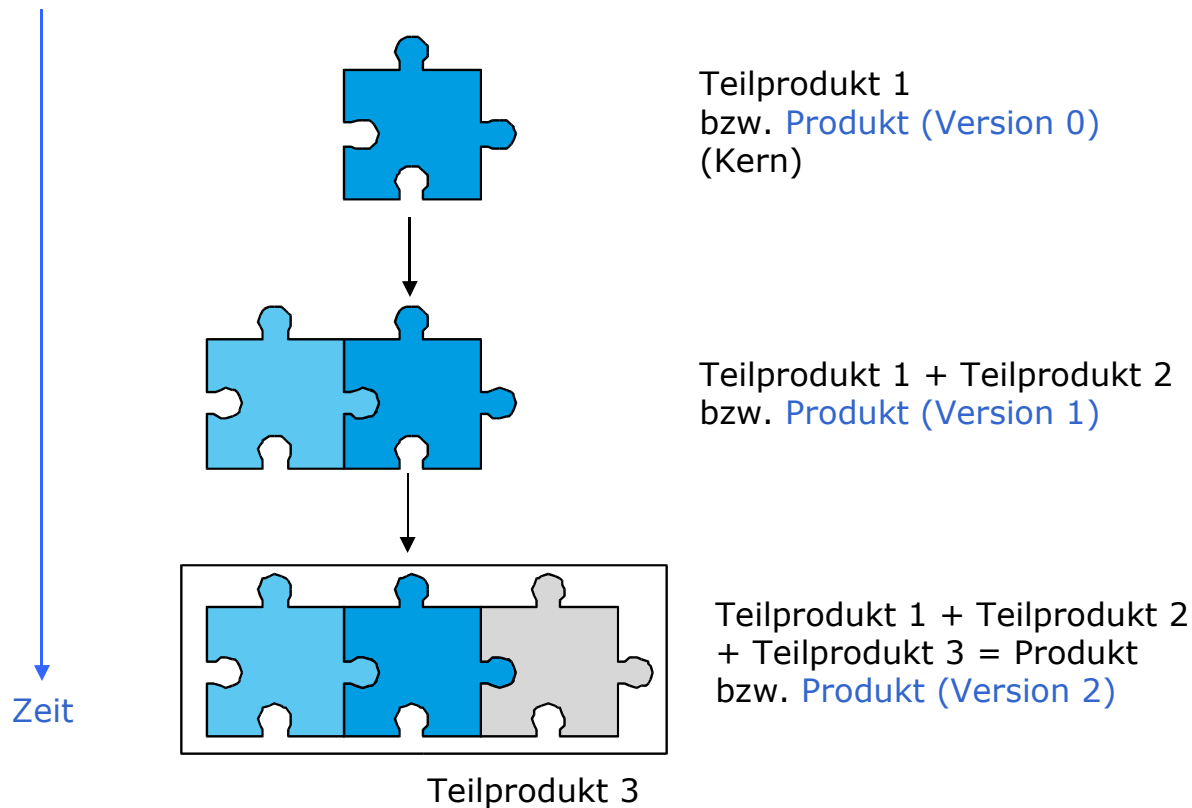 Teilprodukt 1
bzw. Produkt (Version 0)
(Kern)
Teilprodukt 1 + Teilprodukt 2
bzw. Produkt (Version 1)
Teilprodukt 1 + Teilprodukt 2
+ Teilprodukt 3 = Produkt
bzw. Produkt (Version 2)
Zeit
Teilprodukt 3